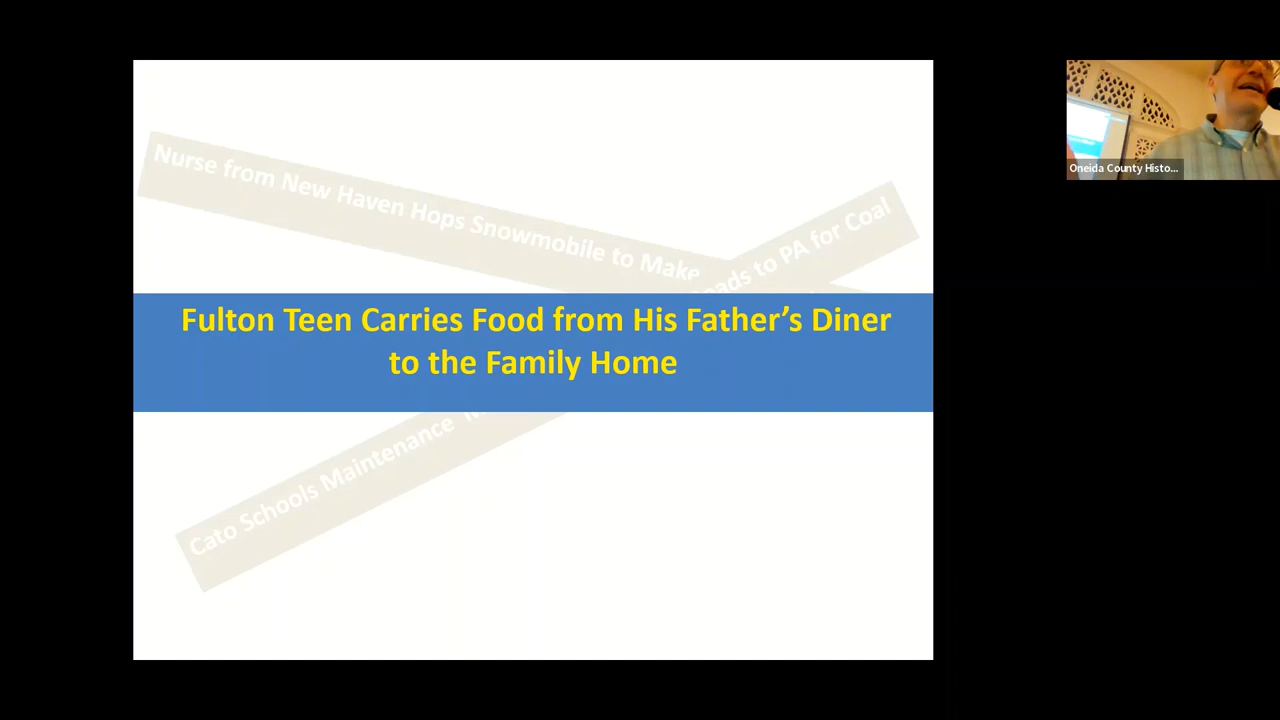 Nurse from New Haven Hops Snowmobile to Make
to PA for Coal
Fulton Teen Carries Food from His Father's Diner
to the Family Home
Cato Schools Maintenance
Oneida County Histo...